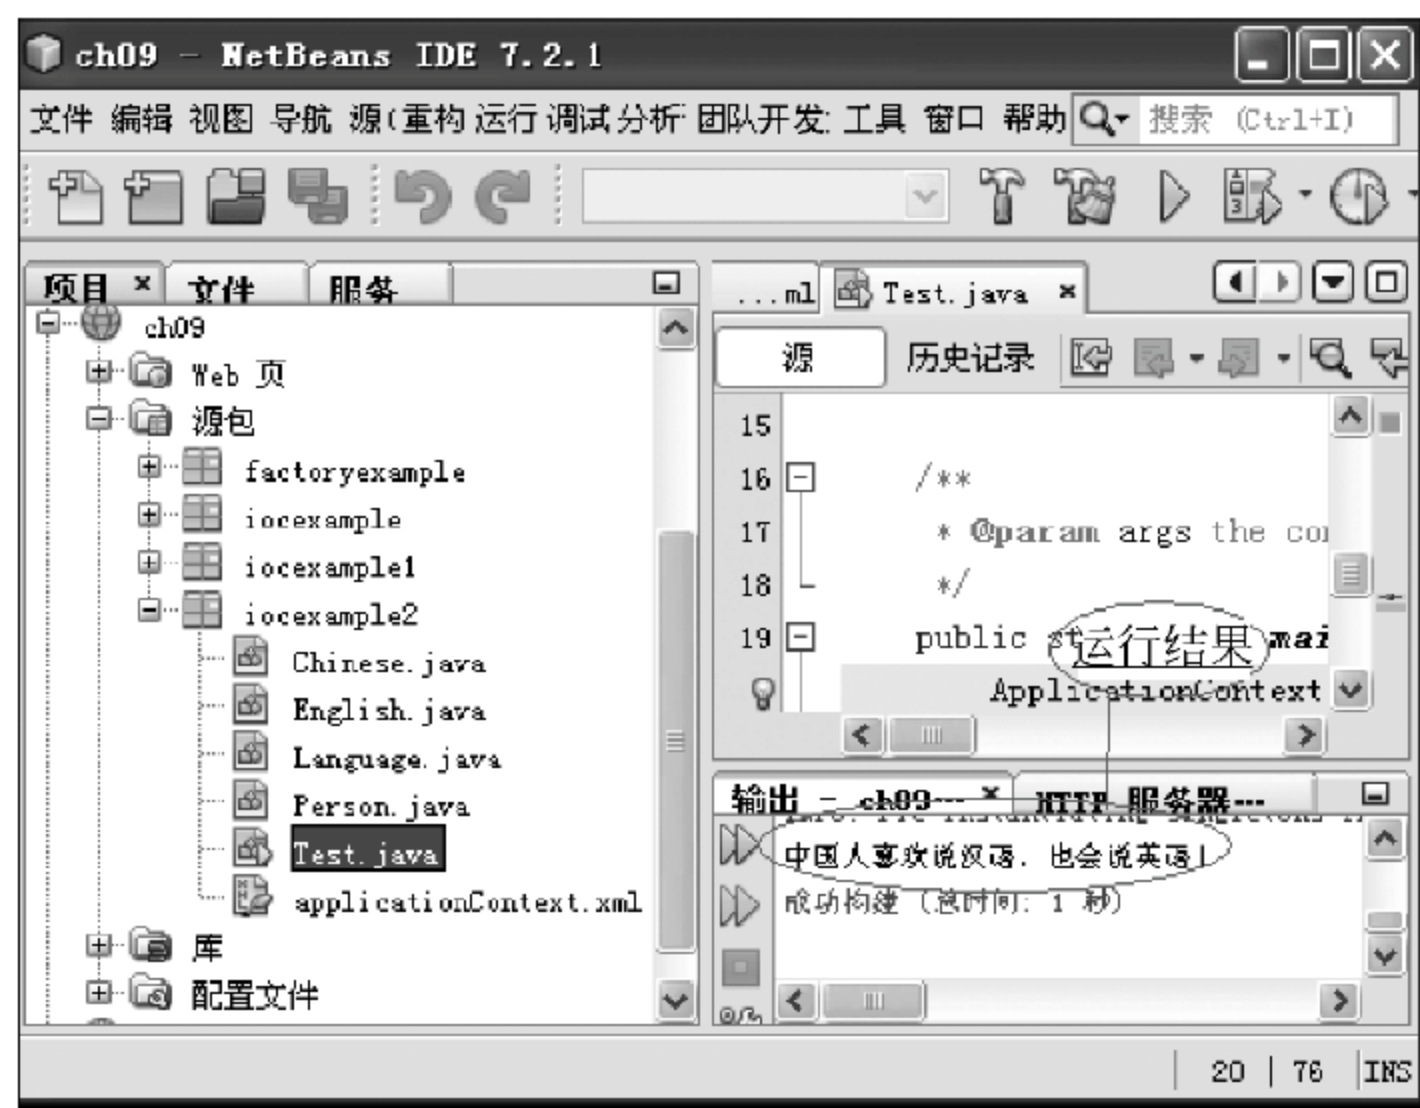 ch09 - NetBeans IDE 7.2.1
文件 编辑 视图 导航 源( 重构 运行 调试 分析 团队开发 工具 窗口 帮助 搜索 (Ctrl+I)
项目 文件 服务
ch09
Web 页
源包
factoryexample
iocexample
iocexample1
iocexample2
Chinese.java
English.java
Language.java
Person.java
Test.java
applicationContext.xml
库
配置文件
...ml Test.java
源 历史记录
15
16 /**
17 * @param args the
18 */
19 public 运行结果
ApplicationContext
输出 - ch09… HTTP 服务器…
中国人喜欢说汉语，也会说英语！
成功构建 (总时间: 1 秒)
20 | 76 INS